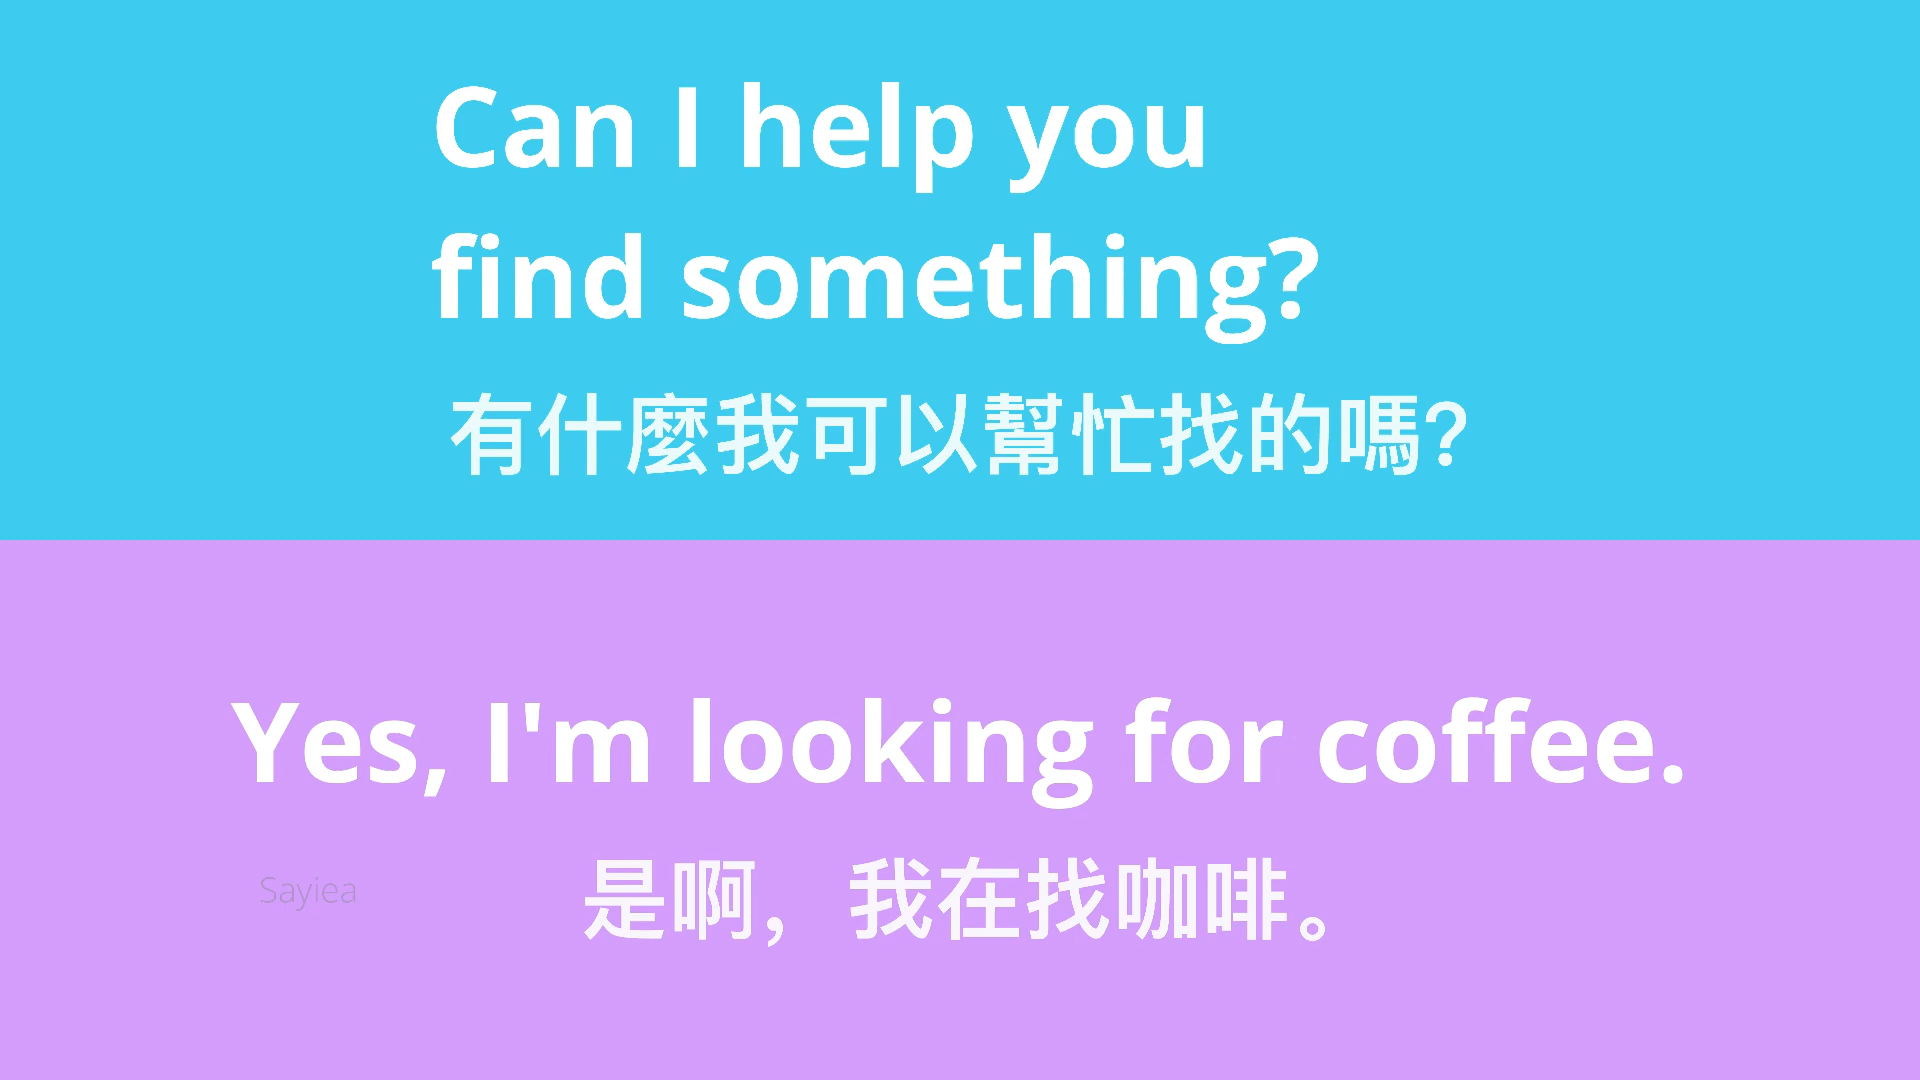 Can I help you
find something?
有什麼我可以幫忙找的嗎?
Yes, I'm looking for coffee.
是啊，我在找咖啡。
Sayiea